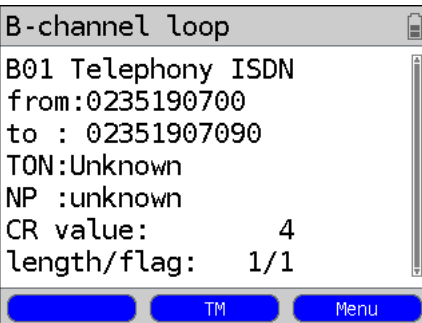 B-channel loop
B01 Telephony ISDN
from:0235190700
to : 02351907090
TON:Unknown
NP :unknown
CR value: 4
length/flag: 1/1
TM Menu